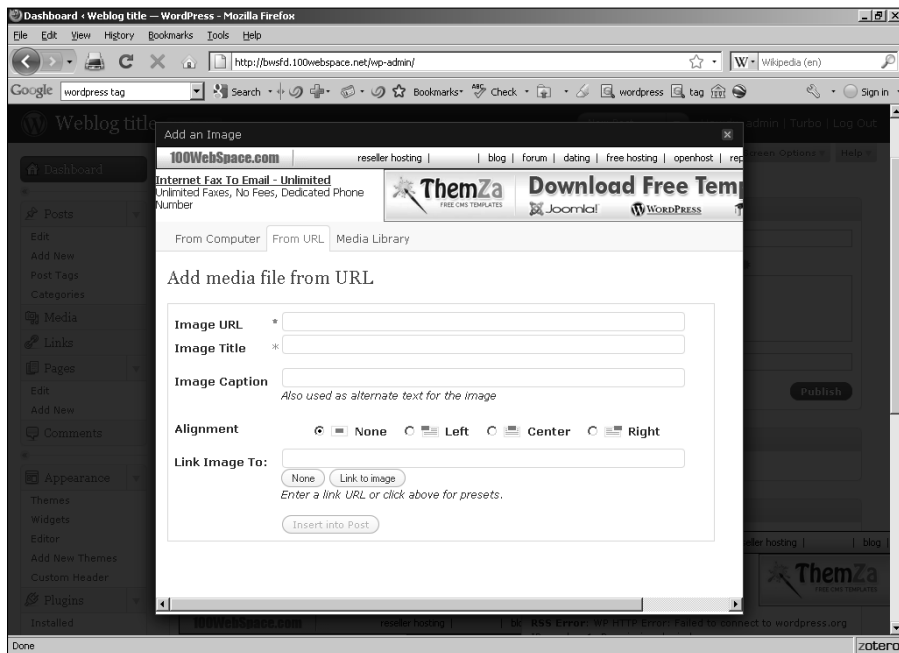 Dashboard ‹ Weblog title — WordPress - Mozilla Firefox
File Edit View History Bookmarks Tools Help
http://bwsfd.100webspace.net/wp-admin/ W Wikipedia (en)
Google wordpress tag Search Bookmarks Check wordpress tag Sign in
Weblog title admin | Turbo | Log Out
Add an Image
100WebSpace.com reseller hosting | | blog | forum | dating | free hosting | openhost | rep
Screen Options Help
Dashboard
Internet Fax To Email - Unlimited
Unlimited Faxes, No Fees, Dedicated Phone
Number
ThemZa
FREE CMS TEMPLATES
Download Free Temp
Joomla! WORDPRESS
Posts
Edit
Add New
Post Tags
Categories
Media
Links
Pages
Edit
Add New
Comments
Appearance
Themes
Widgets
Editor
Add New Themes
Custom Header
Plugins
Installed
From Computer From URL Media Library
Add media file from URL
Image URL *
Image Title *
Image Caption
Also used as alternate text for the image
Alignment None Left Center Right
Link Image To:
None Link to image
Enter a link URL or click above for presets.
Insert into Post
Publish
seller hosting | | blog |
ThemZa
FREE CMS TEMPLATES
100WebSpace.com reseller hosting | | bl RSS Error: WP HTTP Error: Failed to connect to wordpress.org
Done zotero